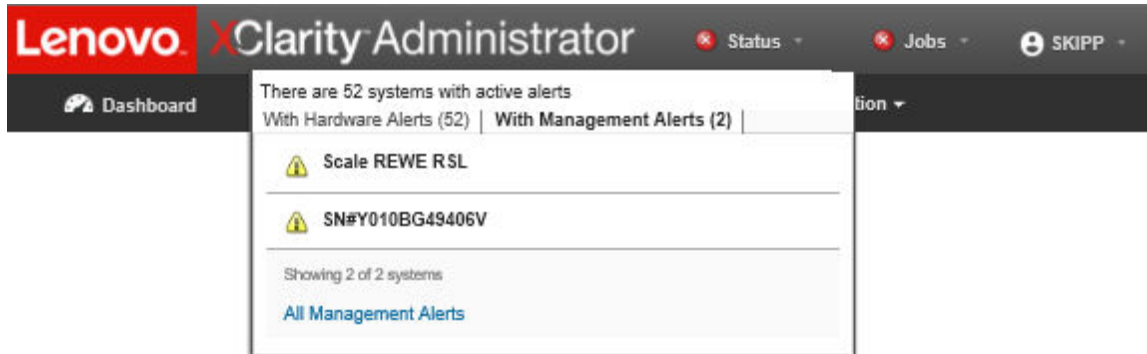 Lenovo. XClarity Administrator Status Jobs SKIPP
Dashboard
There are 52 systems with active alerts
With Hardware Alerts (52) | With Management Alerts (2) |
tion
Scale REWE RSL
SN#Y010BG49406V
Showing 2 of 2 systems
All Management Alerts